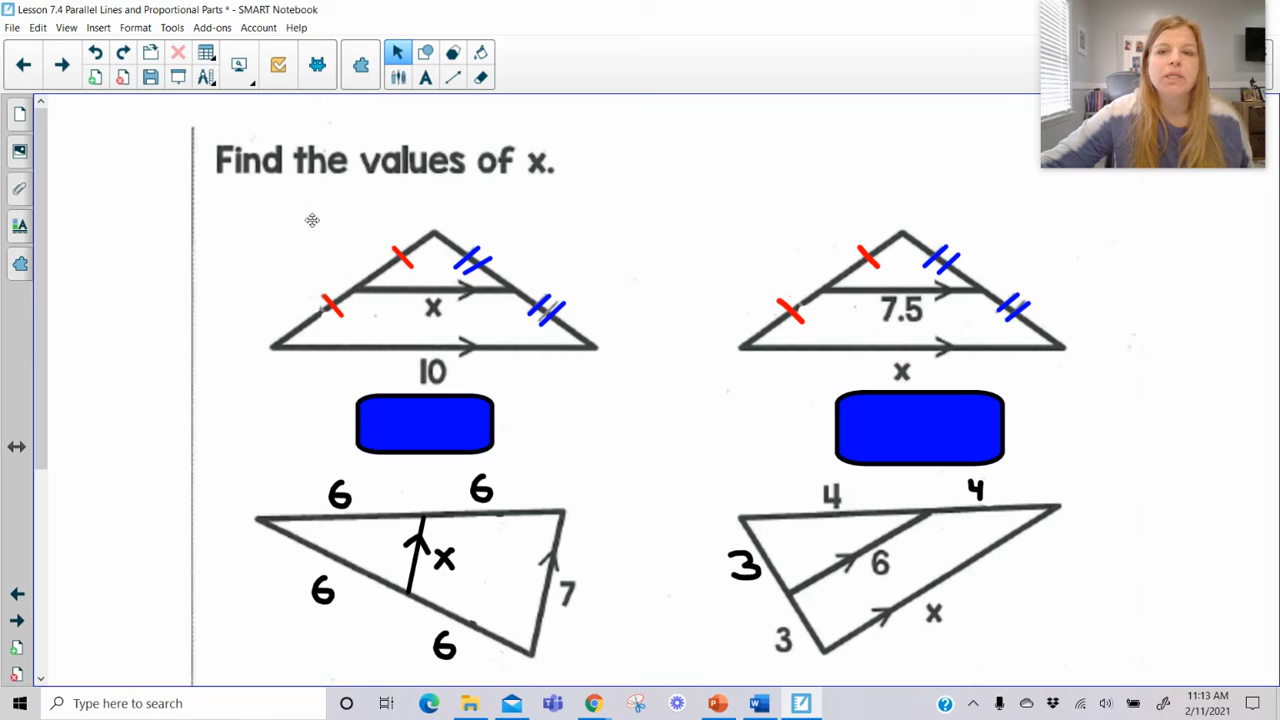 Lesson 7.4 Parallel Lines and Proportional Parts * - SMART Notebook
File Edit View Insert Format Tools Add-ons Account Help
Find the values of x.
x
10
7.5
x
6 6
x
6
7
6
4 4
3
6
3
x
Type here to search
11:13 AM
2/11/2021